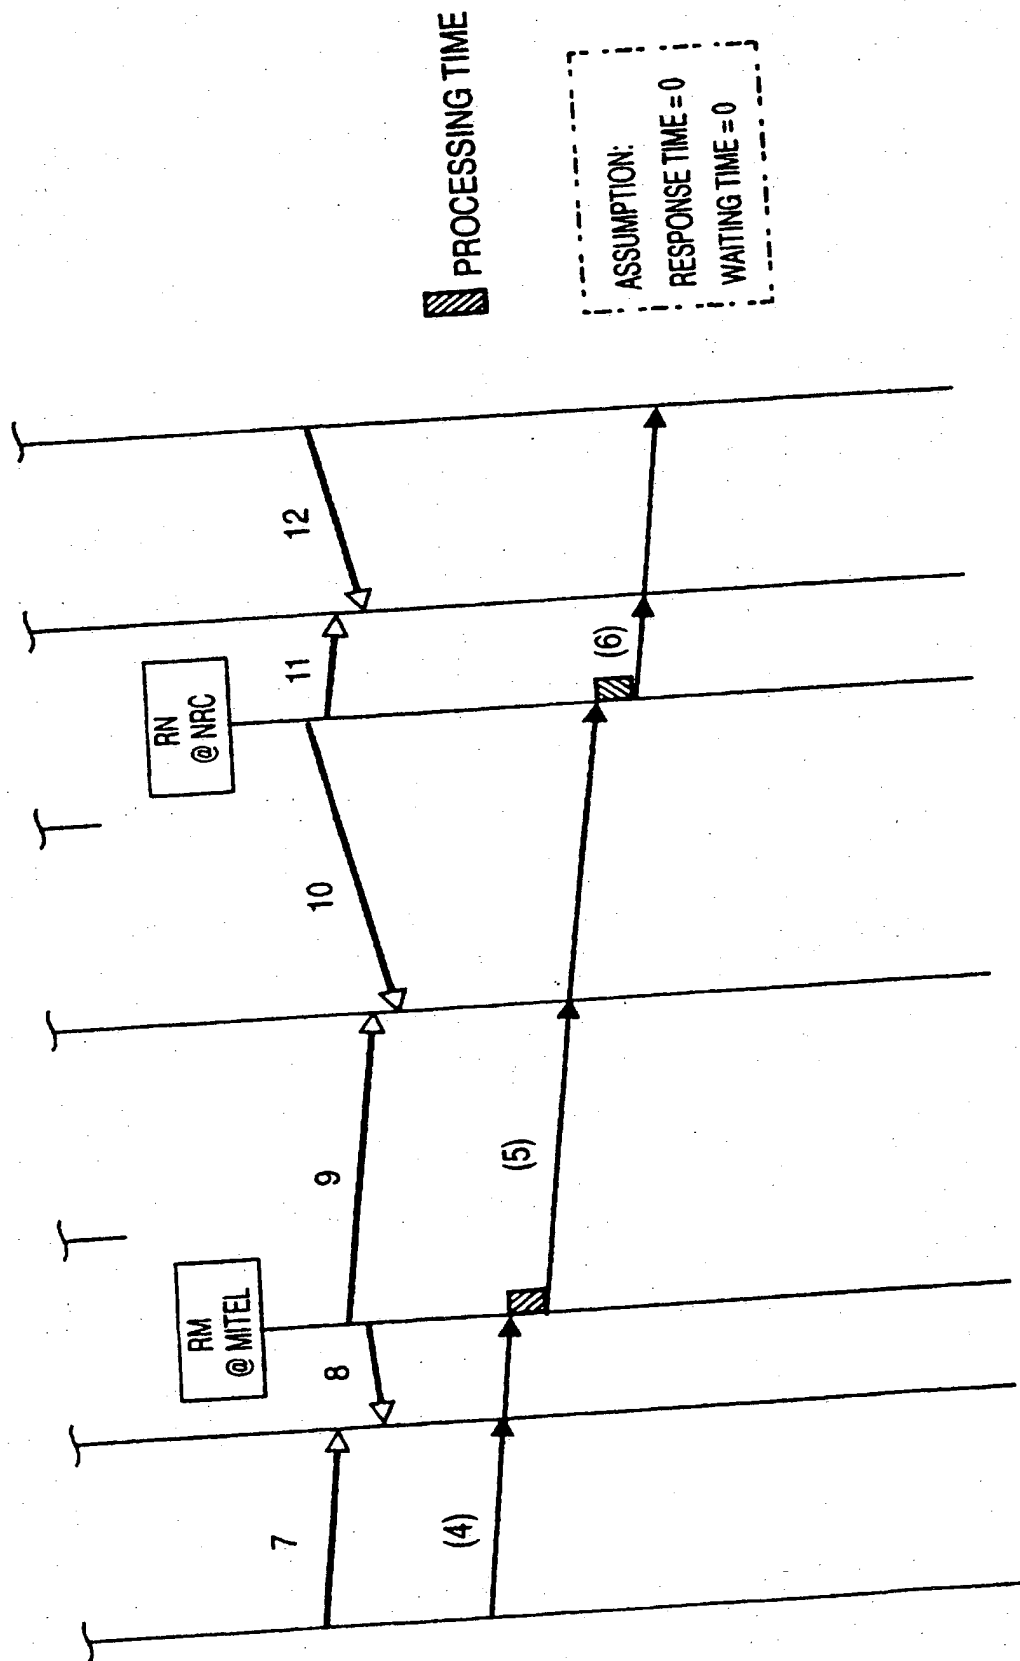 RM
@ MITEL
RN
@ NRC
7
8
9
10
11
12
(4)
(5)
(6)
PROCESSING TIME
ASSUMPTION:
RESPONSE TIME = 0
WAITING TIME = 0